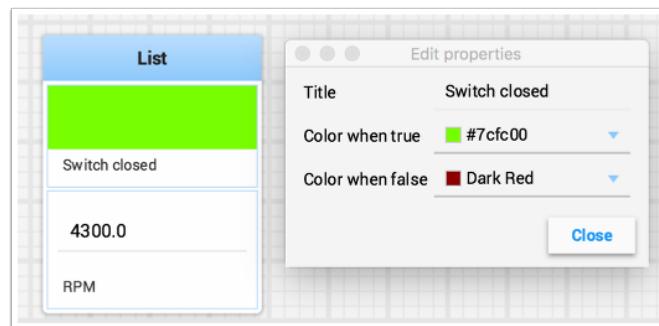 List
Switch closed
4300.0
RPM
Edit properties
Title Switch closed
Color when true #7cfc00
Color when false Dark Red
Close